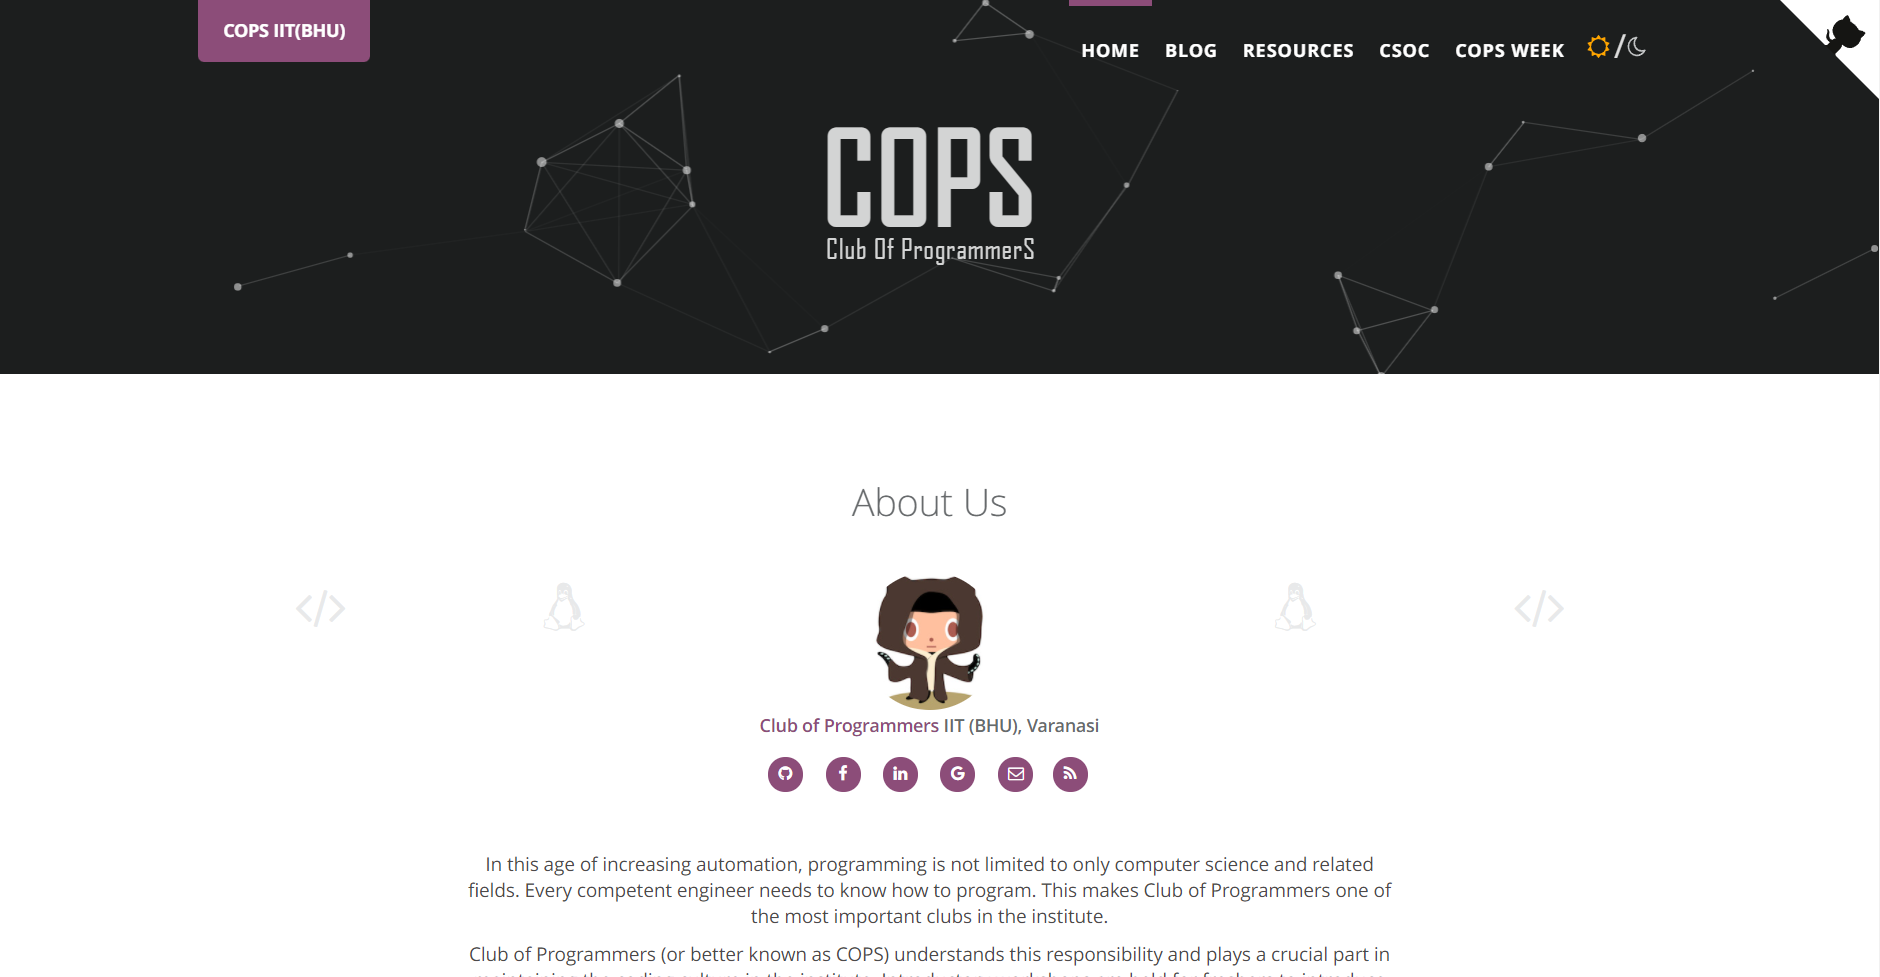 COPS IIT(BHU)
HOME BLOG RESOURCES CSOC COPS WEEK
COPS
Club Of ProgrammerS
About Us
Club of Programmers IIT (BHU), Varanasi
In this age of increasing automation, programming is not limited to only computer science and related
fields. Every competent engineer needs to know how to program. This makes Club of Programmers one of
the most important clubs in the institute.
Club of Programmers (or better known as COPS) understands this responsibility and plays a crucial part in